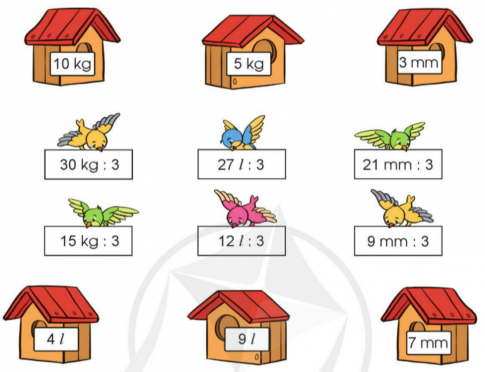 10 kg 5 kg 3 mm
30 kg : 3 27 l : 3 21 mm : 3
15 kg : 3 12 l : 3 9 mm : 3
4 l 9 l 7 mm